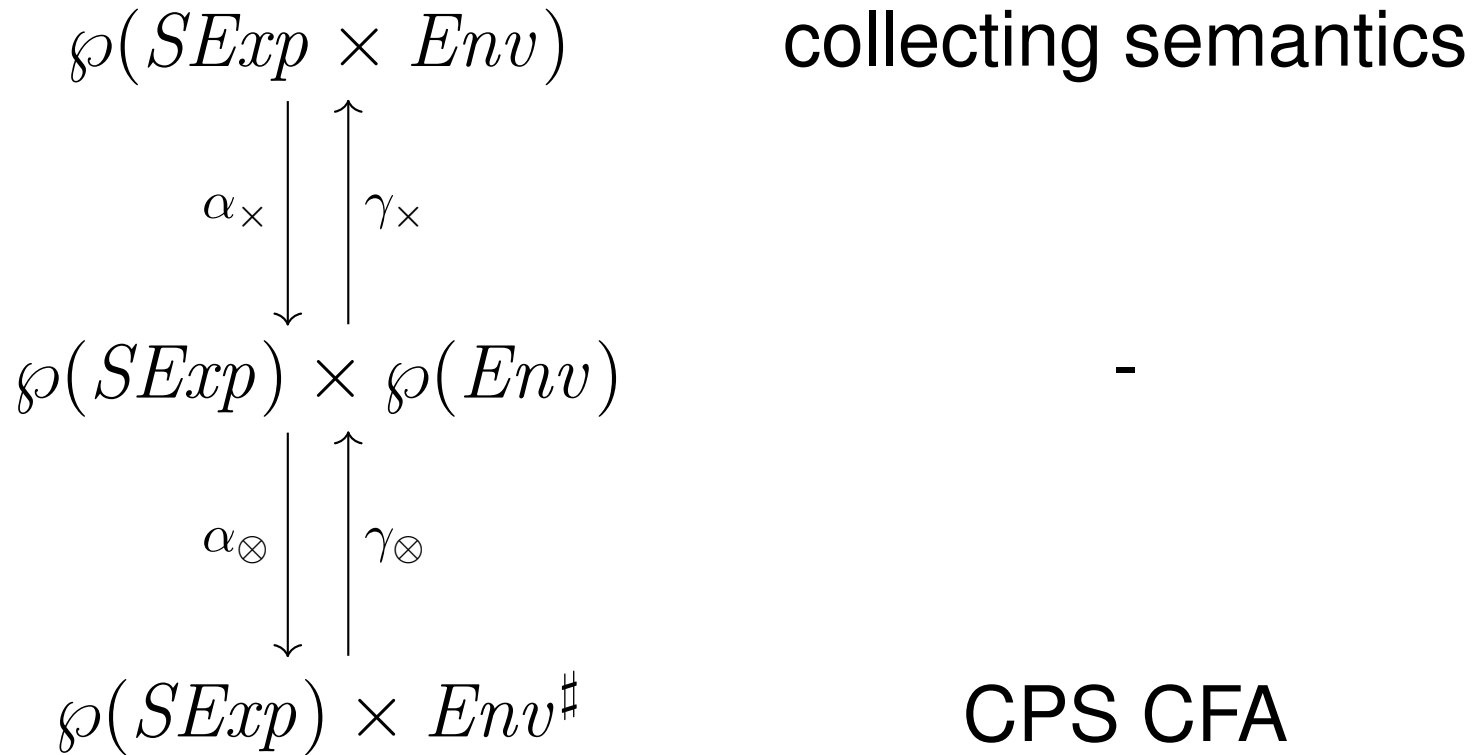 ℘(SExp × Env) collecting semantics
α× γ×
℘(SExp) × ℘(Env) -
α⊗ γ⊗
℘(SExp) × Env♯ CPS CFA